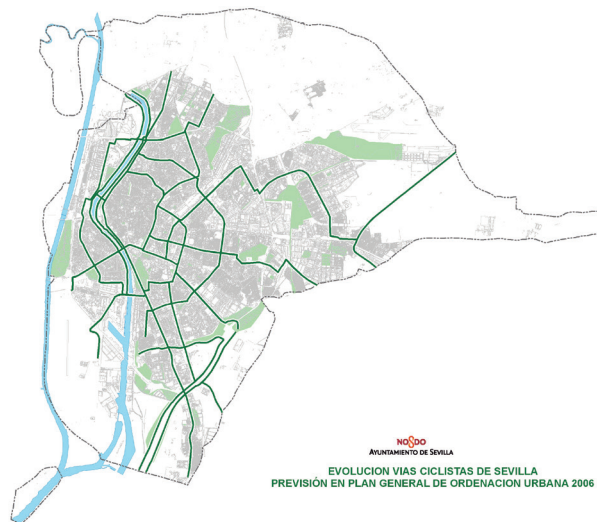 NO8DO
AYUNTAMIENTO DE SEVILLA
EVOLUCION VIAS CICLISTAS DE SEVILLA
PREVISIÓN EN PLAN GENERAL DE ORDENACION URBANA 2006